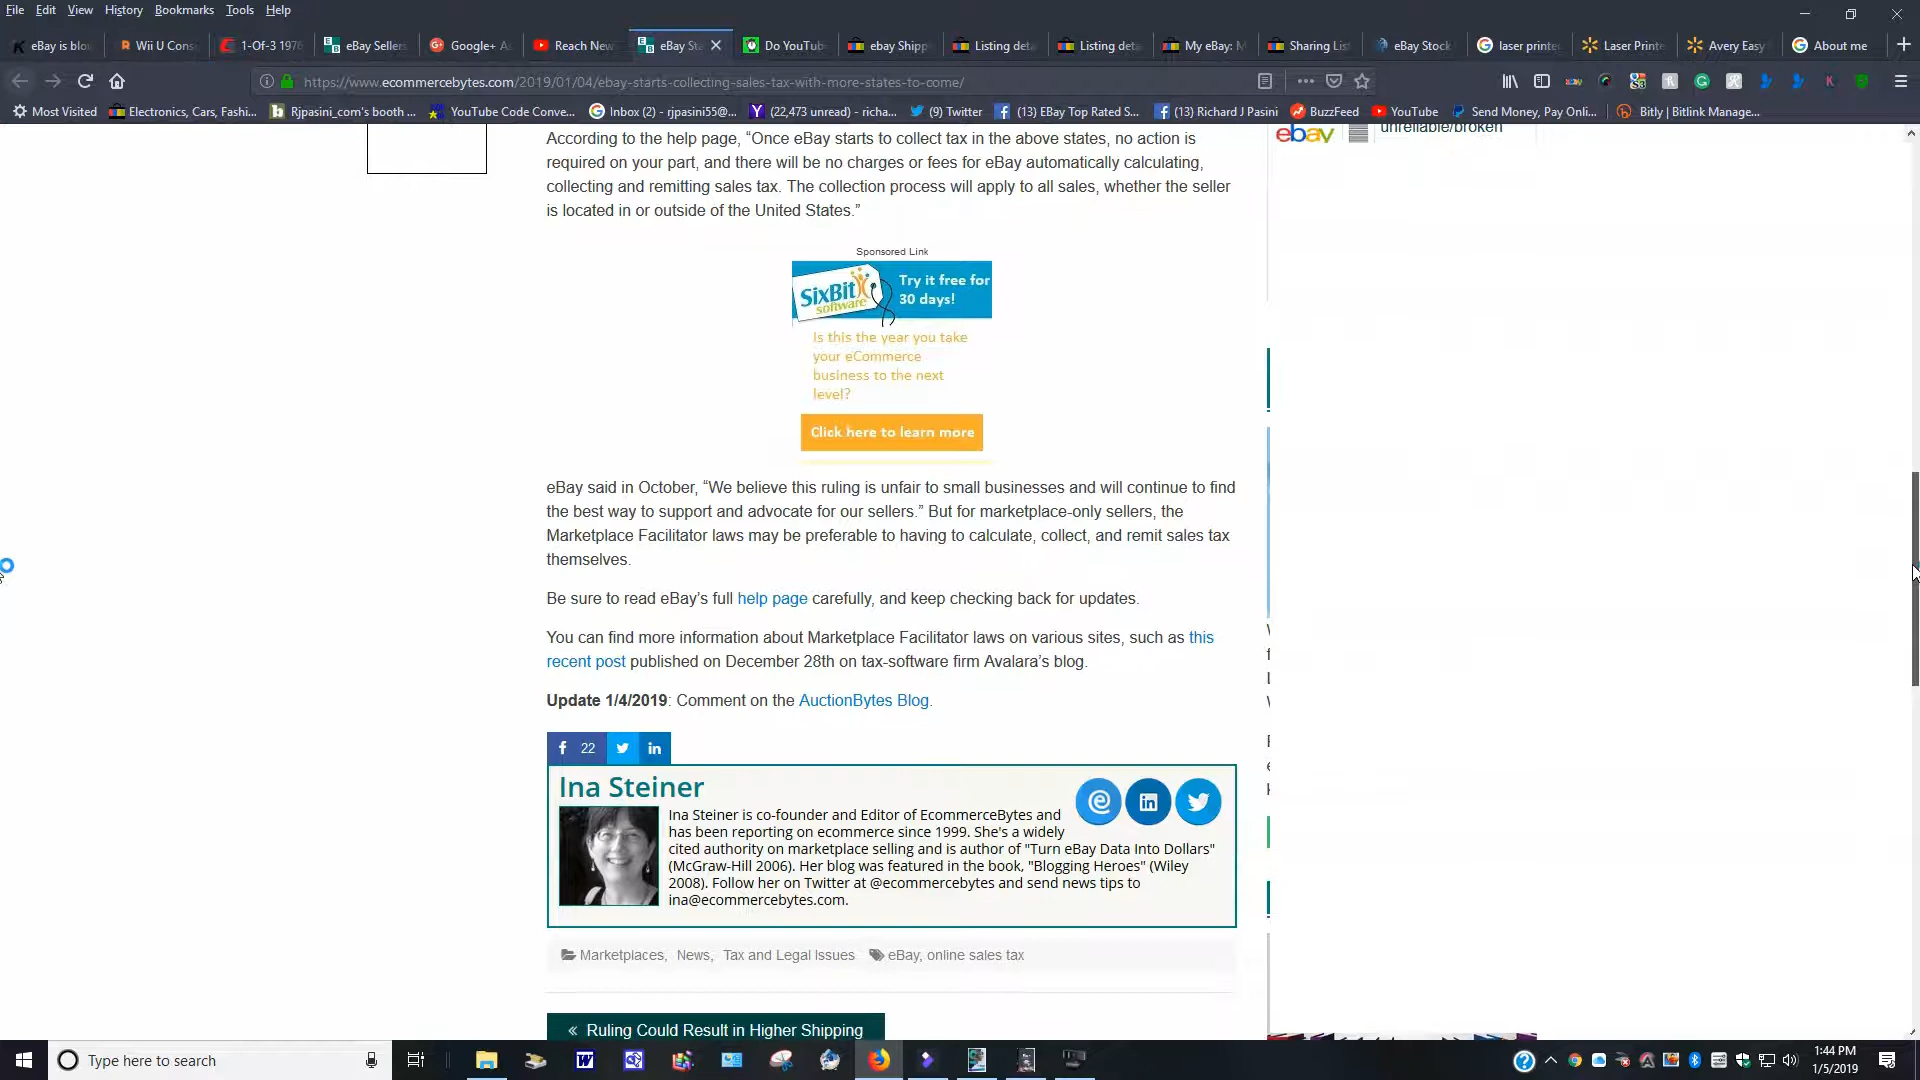 File Edit View History Bookmarks Tools Help
eBay is blo
Wii U Cons
1-Of-3 1976
eBay Sellers
Google+ A
Reach New
eBay Sta
Do YouTub
ebay Shipp
Listing deta
Listing deta
My eBay: M
Sharing List
eBay Stock
laser printe
Laser Printe
Avery Easy
About me
https://www.ecommercebytes.com/2019/01/04/ebay-starts-collecting-sales-tax-with-more-states-to-come/
Most Visited
Electronics, Cars, Fashi...
Rjpasini_com's booth ...
YouTube Code Conve...
Inbox (2) - rjpasini55@...
(22,473 unread) - richa...
(9) Twitter
(13) EBay Top Rated S...
(13) Richard J Pasini
BuzzFeed
YouTube
Send Money, Pay Onli...
Bitly | Bitlink Manage...
According to the help page, “Once eBay starts to collect tax in the above states, no action is
required on your part, and there will be no charges or fees for eBay automatically calculating,
collecting and remitting sales tax. The collection process will apply to all sales, whether the seller
is located in or outside of the United States.”
ebay
unreliable/broken
Sponsored Link
SixBit
software
Try it free for
30 days!
Is this the year you take
your eCommerce
business to the next
level?
Click here to learn more
eBay said in October, “We believe this ruling is unfair to small businesses and will continue to find
the best way to support and advocate for our sellers.” But for marketplace-only sellers, the
Marketplace Facilitator laws may be preferable to having to calculate, collect, and remit sales tax
themselves.
Be sure to read eBay’s full help page carefully, and keep checking back for updates.
You can find more information about Marketplace Facilitator laws on various sites, such as this
recent post published on December 28th on tax-software firm Avalara’s blog.
Update 1/4/2019: Comment on the AuctionBytes Blog.
22
Ina Steiner
Ina Steiner is co-founder and Editor of EcommerceBytes and
has been reporting on ecommerce since 1999. She's a widely
cited authority on marketplace selling and is author of "Turn eBay Data Into Dollars"
(McGraw-Hill 2006). Her blog was featured in the book, "Blogging Heroes" (Wiley
2008). Follow her on Twitter at @ecommercebytes and send news tips to
ina@ecommercebytes.com.
Marketplaces, News, Tax and Legal Issues eBay, online sales tax
« Ruling Could Result in Higher Shipping
Type here to search
1:44 PM
1/5/2019